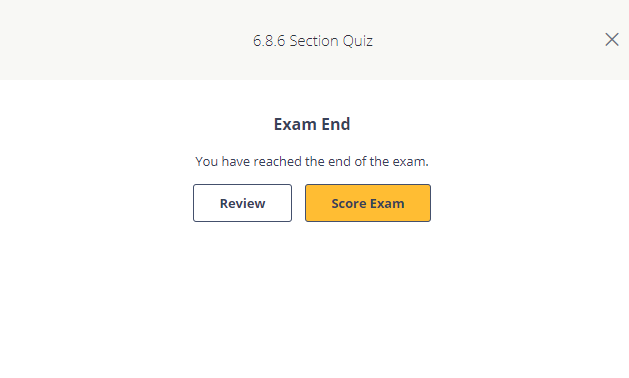 6.8.6 Section Quiz
Exam End
You have reached the end of the exam.
Review
Score Exam